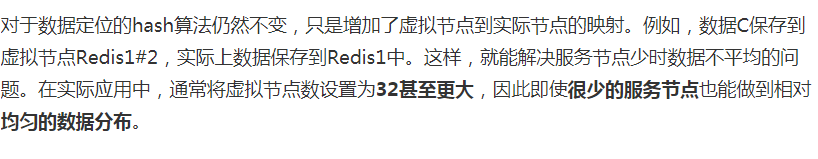 对于数据定位的hash算法仍然不变，只是增加了虚拟节点到实际节点的映射。例如，数据C保存到
虚拟节点Redis1#2，实际上数据保存到Redis1中。这样，就能解决服务节点少时数据不平均的问
题。在实际应用中，通常将虚拟节点数设置为32甚至更大，因此即使很少的服务节点也能做到相对
均匀的数据分布。